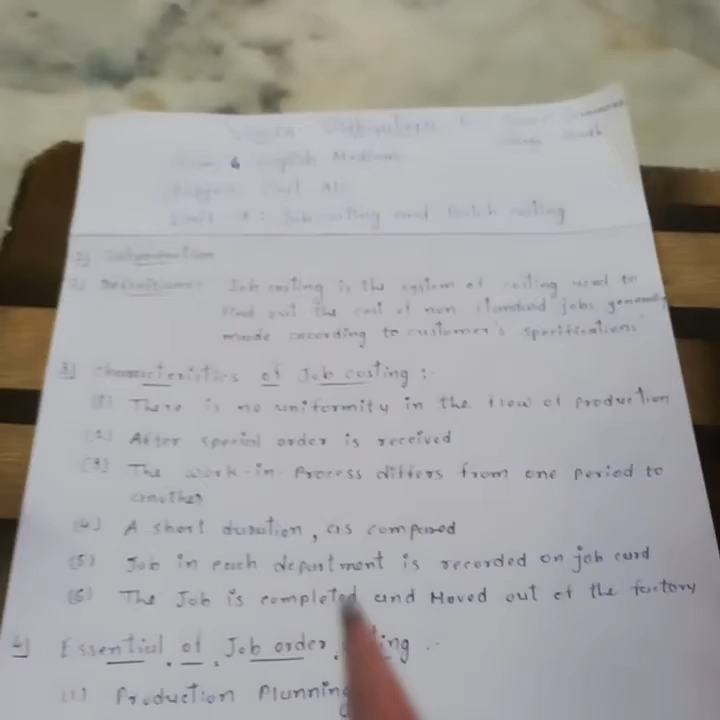 English Medium
Job costing and Batch costing
1] Introduction
2] Job costing is the system of costing used to
find out the cost of non standard jobs generally
made according to customer's specifications
3] Characteristics of Job costing :-
(1) There is no uniformity in the flow of production
(2) After special order is received
(3) The work-in-Process differs from one period to
another
(4) A short duration, as compared
(5) Job in each department is recorded on job card
(6) The Job is completed and Moved out of the factory
4] Essential of Job order :-
(1) Production Planning